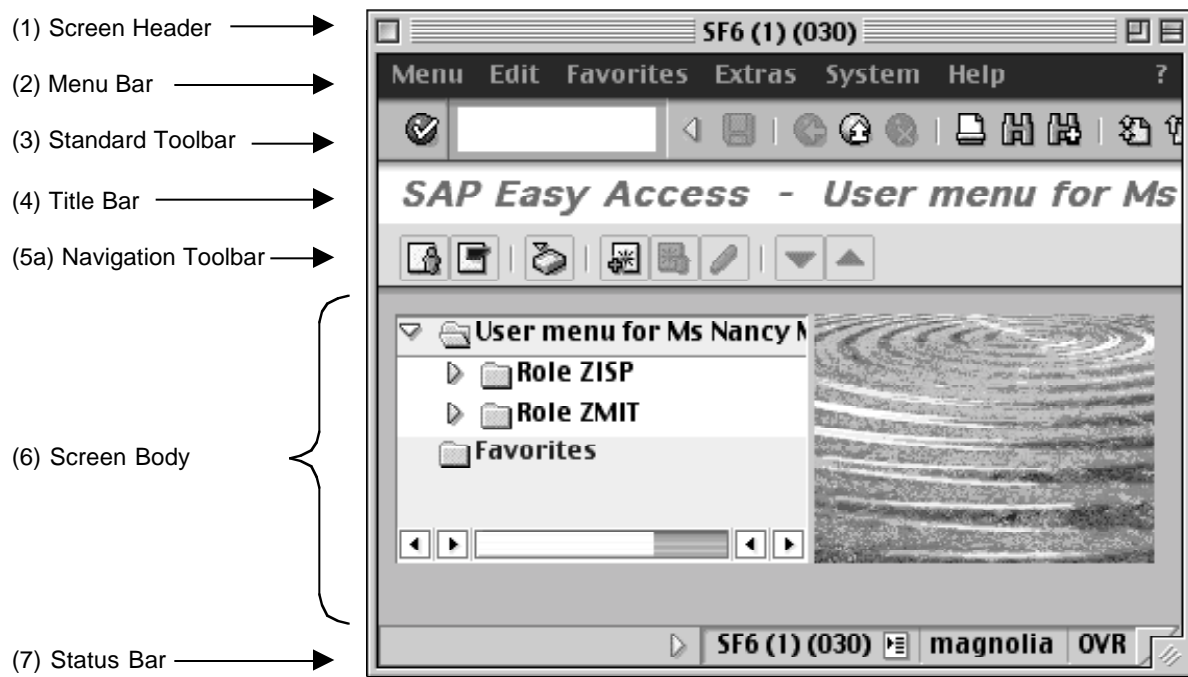 (1) Screen Header
SF6 (1) (030)
(2) Menu Bar
Menu Edit Favorites Extras System Help ?
(3) Standard Toolbar
(4) Title Bar
SAP Easy Access - User menu for Ms
(5a) Navigation Toolbar
User menu for Ms Nancy
Role ZISP
Role ZMIT
(6) Screen Body
Favorites
(7) Status Bar
SF6 (1) (030) magnolia OVR